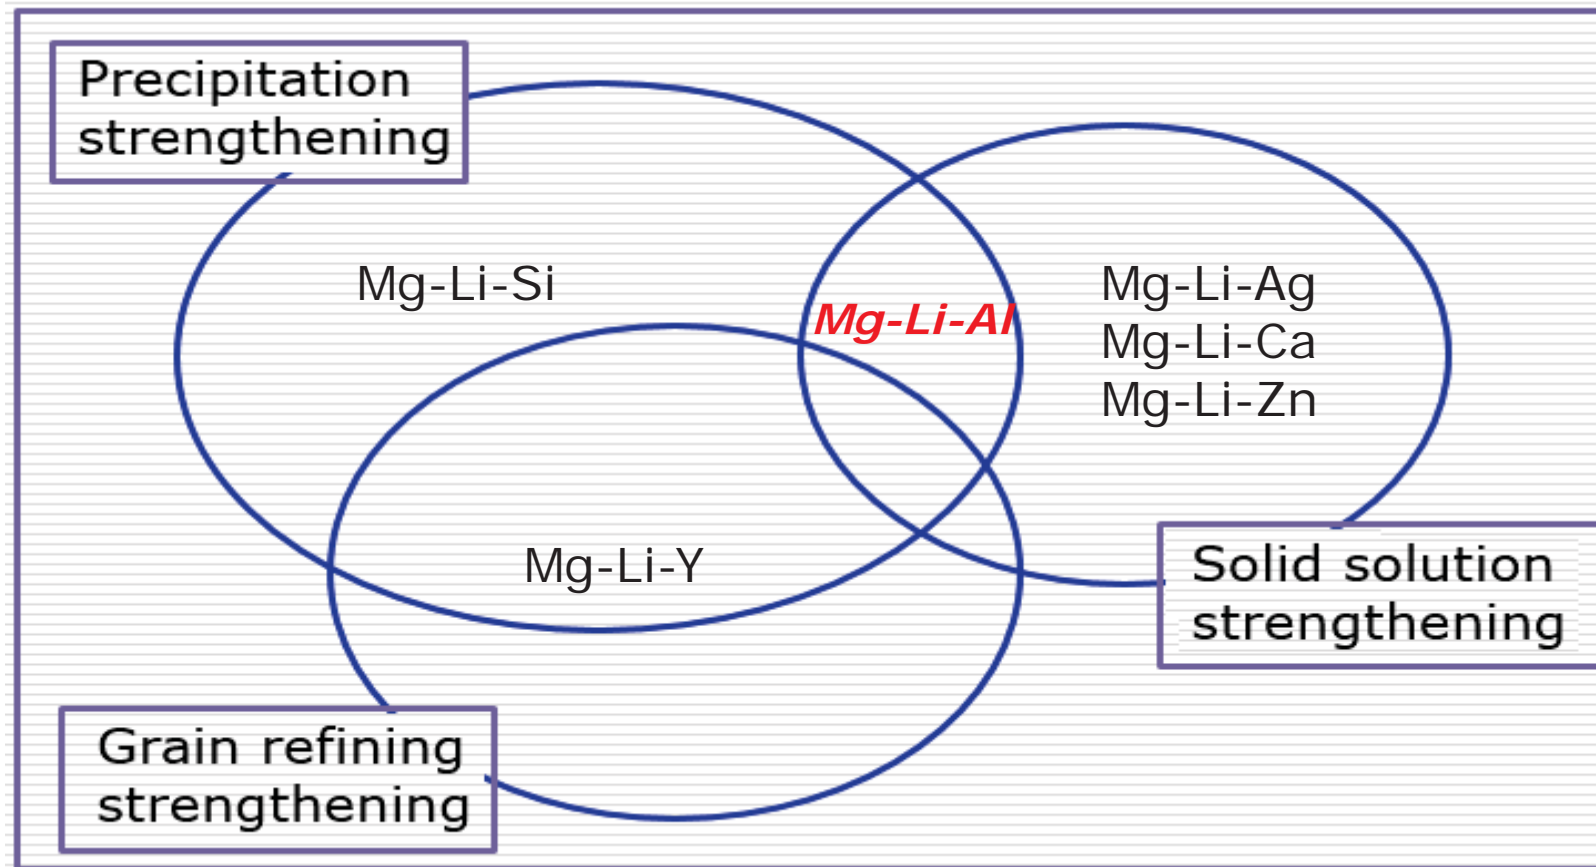 Precipitation
strengthening
Mg-Li-Si
Mg-Li-Al
Mg-Li-Ag
Mg-Li-Ca
Mg-Li-Zn
Mg-Li-Y
Solid solution
strengthening
Grain refining
strengthening